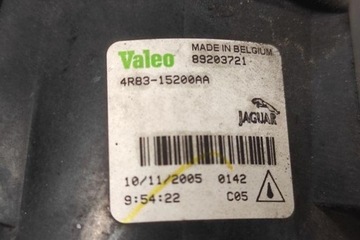 Valeo MADE IN BELGIUM
89203721
4R83-15200AA
JAGUAR
10/11/2005 0142
9:54:22 C05